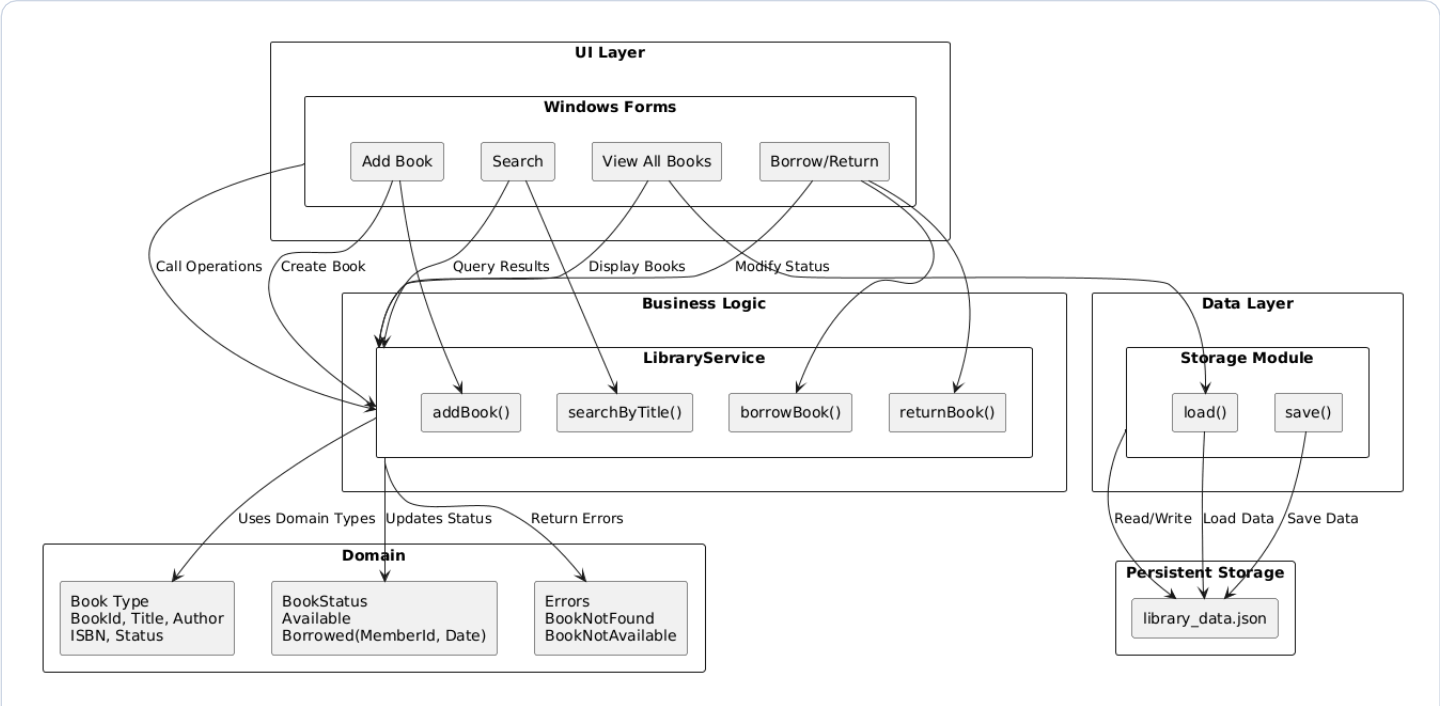 UI Layer
Windows Forms
Add Book
Search
View All Books
Borrow/Return
Call Operations
Create Book
Query Results
Display Books
Modify Status
Business Logic
LibraryService
addBook()
searchByTitle()
borrowBook()
returnBook()
Data Layer
Storage Module
load()
save()
Uses Domain Types
Updates Status
Return Errors
Read/Write
Load Data
Save Data
Domain
Book Type
BookId, Title, Author
ISBN, Status
BookStatus
Available
Borrowed(MemberId, Date)
Errors
BookNotFound
BookNotAvailable
Persistent Storage
library_data.json